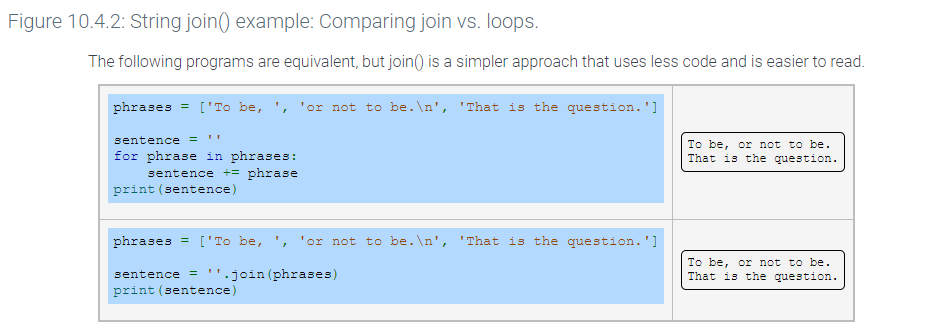 Figure 10.4.2: String join() example: Comparing join vs. loops.
The following programs are equivalent, but join() is a simpler approach that uses less code and is easier to read.
phrases = ['To be, ', 'or not to be.\n', 'That is the question.']
sentence = ''
for phrase in phrases:
    sentence += phrase
print(sentence)
To be, or not to be.
That is the question.
phrases = ['To be, ', 'or not to be.\n', 'That is the question.']
sentence = ''.join(phrases)
print(sentence)
To be, or not to be.
That is the question.